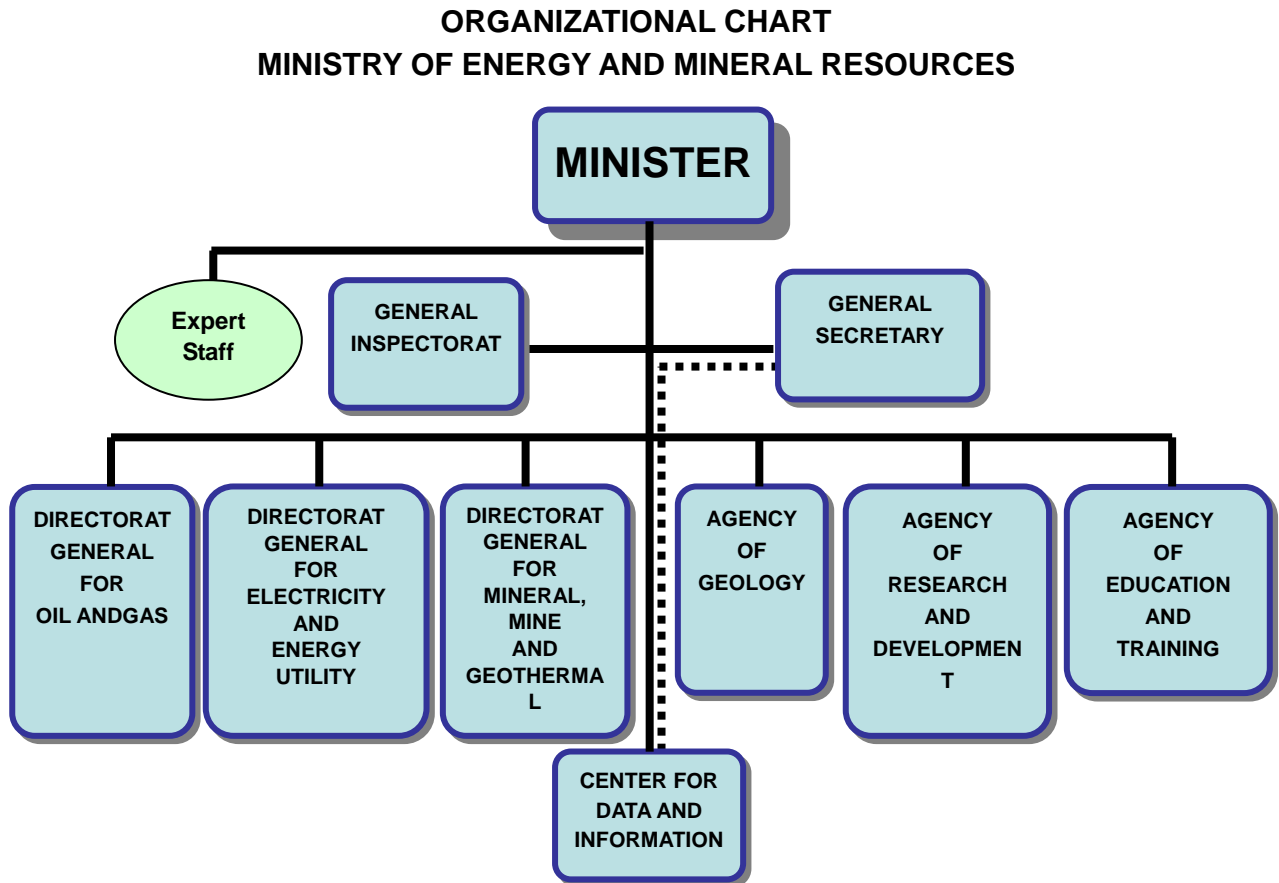 ORGANIZATIONAL CHART
MINISTRY OF ENERGY AND MINERAL RESOURCES
MINISTER
Expert
Staff
GENERAL
INSPECTORAT
GENERAL
SECRETARY
DIRECTORAT
GENERAL
FOR
OIL ANDGAS
DIRECTORAT
GENERAL
FOR
ELECTRICITY
AND
ENERGY
UTILITY
DIRECTORAT
GENERAL
FOR
MINERAL,
MINE
AND
GEOTHERMA
L
AGENCY
OF
GEOLOGY
AGENCY
OF
RESEARCH
AND
DEVELOPMEN
T
AGENCY
OF
EDUCATION
AND
TRAINING
CENTER FOR
DATA AND
INFORMATION